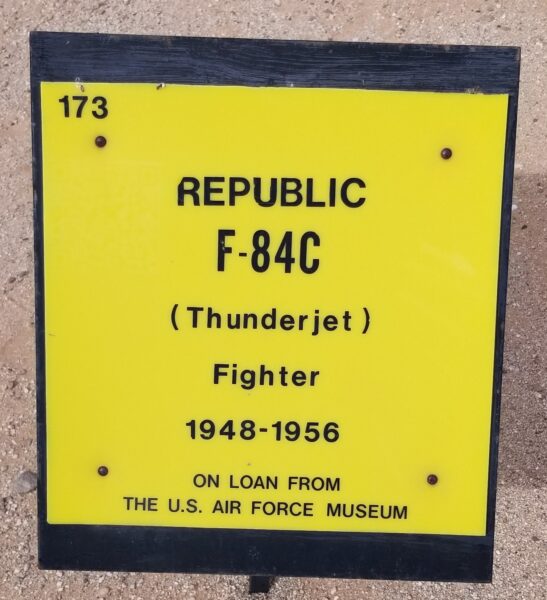 173
REPUBLIC
F-84C
(Thunderjet)
Fighter
1948-1956
ON LOAN FROM
THE U.S. AIR FORCE MUSEUM